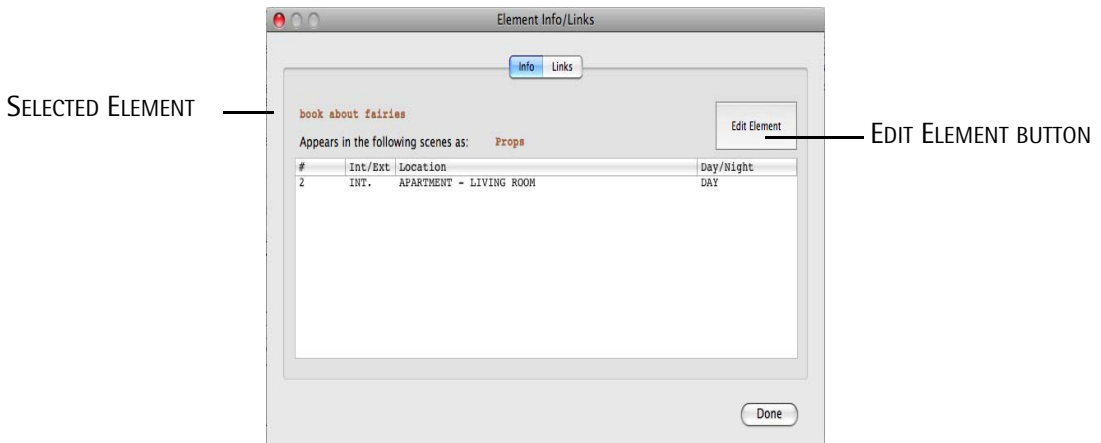 Element Info/Links
Info Links
SELECTED ELEMENT
book about fairies
Edit Element
EDIT ELEMENT BUTTON
Appears in the following scenes as: Props
# Int/Ext Location Day/Night
2 INT. APARTMENT - LIVING ROOM DAY
Done